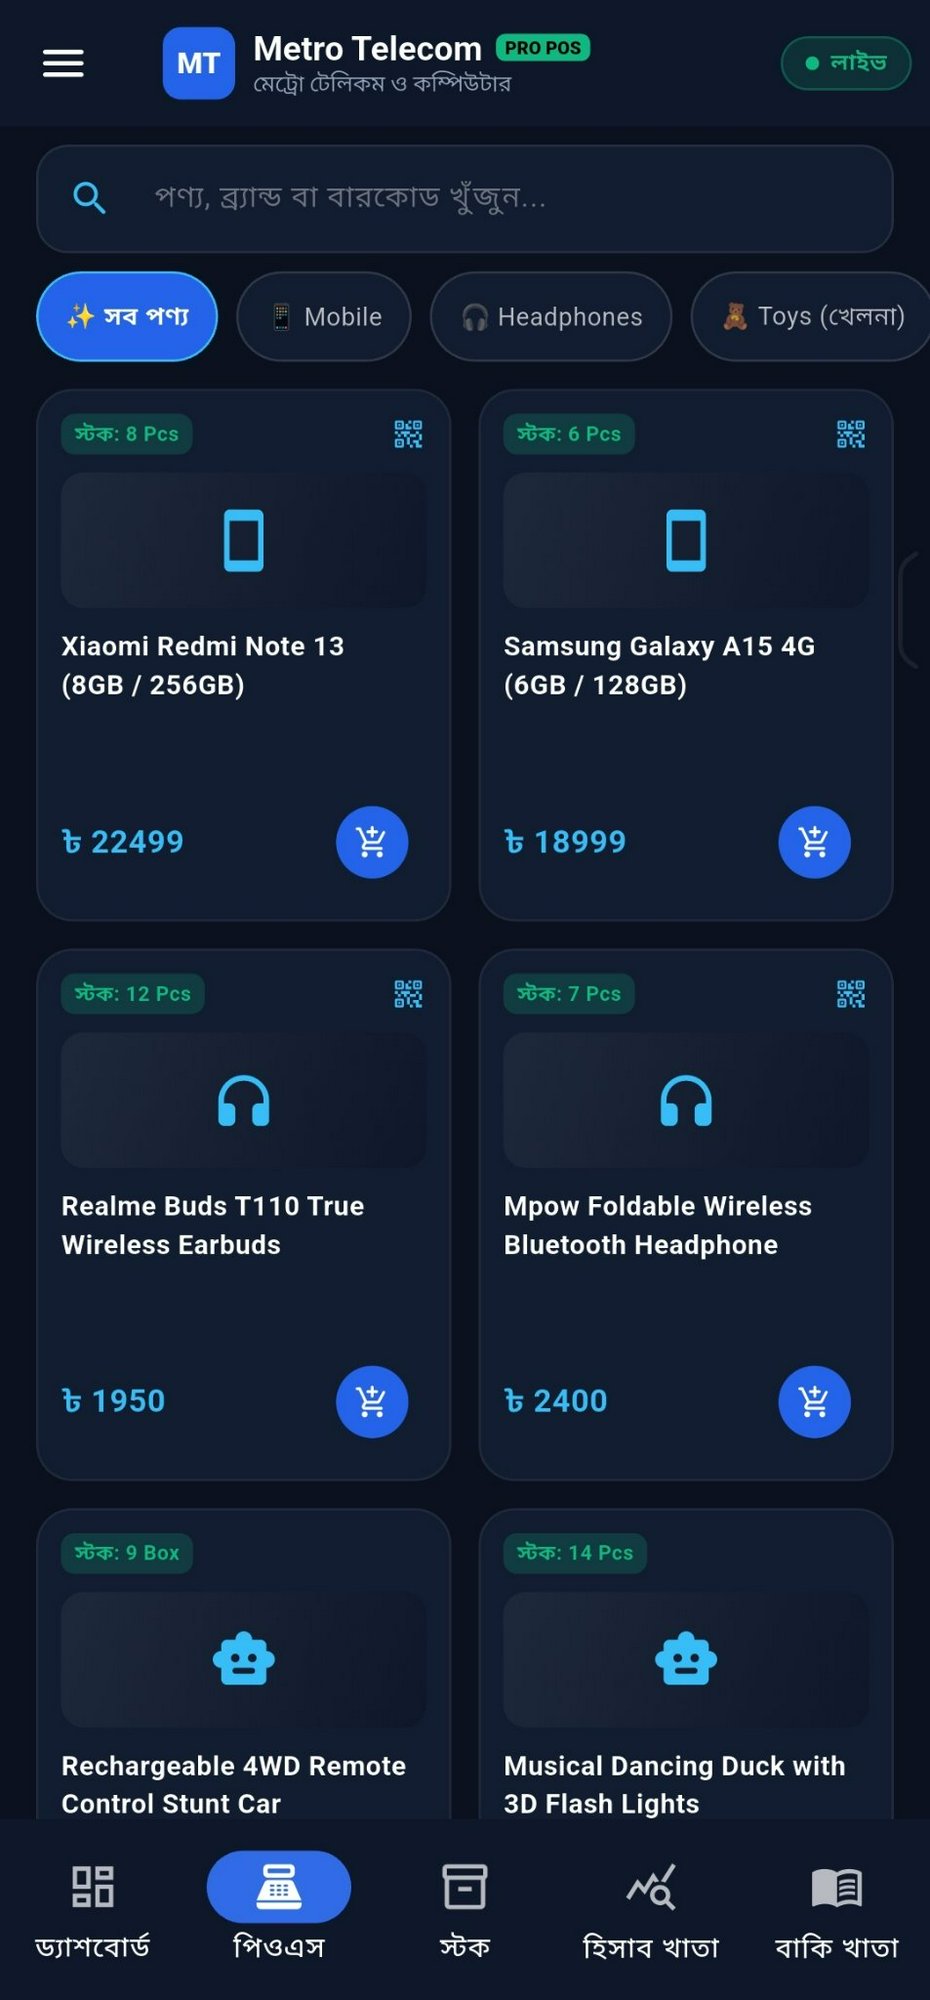 MT
Metro Telecom PRO POS
মেট্রো টেলিকম ও কম্পিউটার
লাইভ
পণ্য, ব্র্যান্ড বা বারকোড খুঁজুন...
সব পণ্য
Mobile
Headphones
Toys (খেলনা)
স্টক: 8 Pcs
Xiaomi Redmi Note 13
(8GB / 256GB)
৳ 22499
স্টক: 6 Pcs
Samsung Galaxy A15 4G
(6GB / 128GB)
৳ 18999
স্টক: 12 Pcs
Realme Buds T110 True
Wireless Earbuds
৳ 1950
স্টক: 7 Pcs
Mpow Foldable Wireless
Bluetooth Headphone
৳ 2400
স্টক: 9 Box
Rechargeable 4WD Remote
Control Stunt Car
স্টক: 14 Pcs
Musical Dancing Duck with
3D Flash Lights
ড্যাশবোর্ড
পিওএস
স্টক
হিসাব খাতা
বাকি খাতা